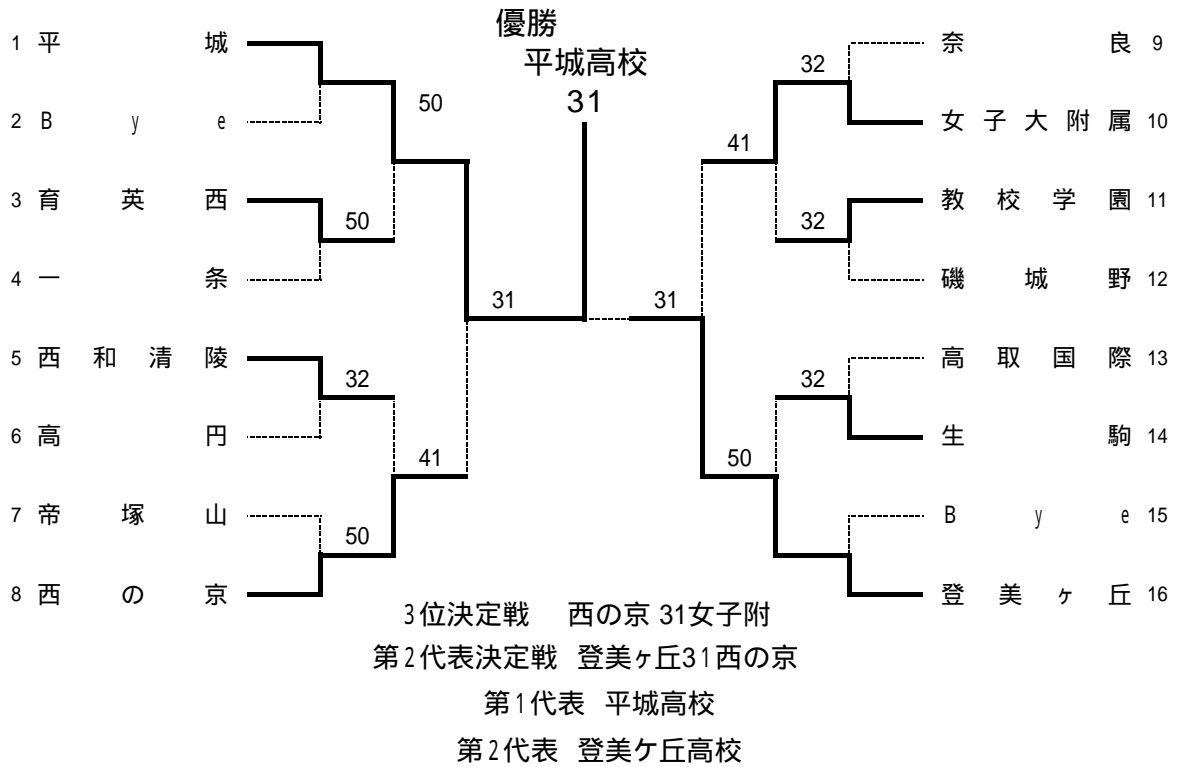 優勝
平城高校
31
1 平城
2 Bye
3 育英西
4 一条
5 西和清陵
6 高円
7 帝塚山
8 西の京
50
50
32
50
41
31
31
41
50
32
32
32
奈良 9
女子大附属 10
教校学園 11
磯城野 12
高取国際 13
生駒 14
Bye 15
登美ヶ丘 16
3位決定戦 西の京 31女子附
第2代表決定戦 登美ヶ丘31西の京
第1代表 平城高校
第2代表 登美ケ丘高校